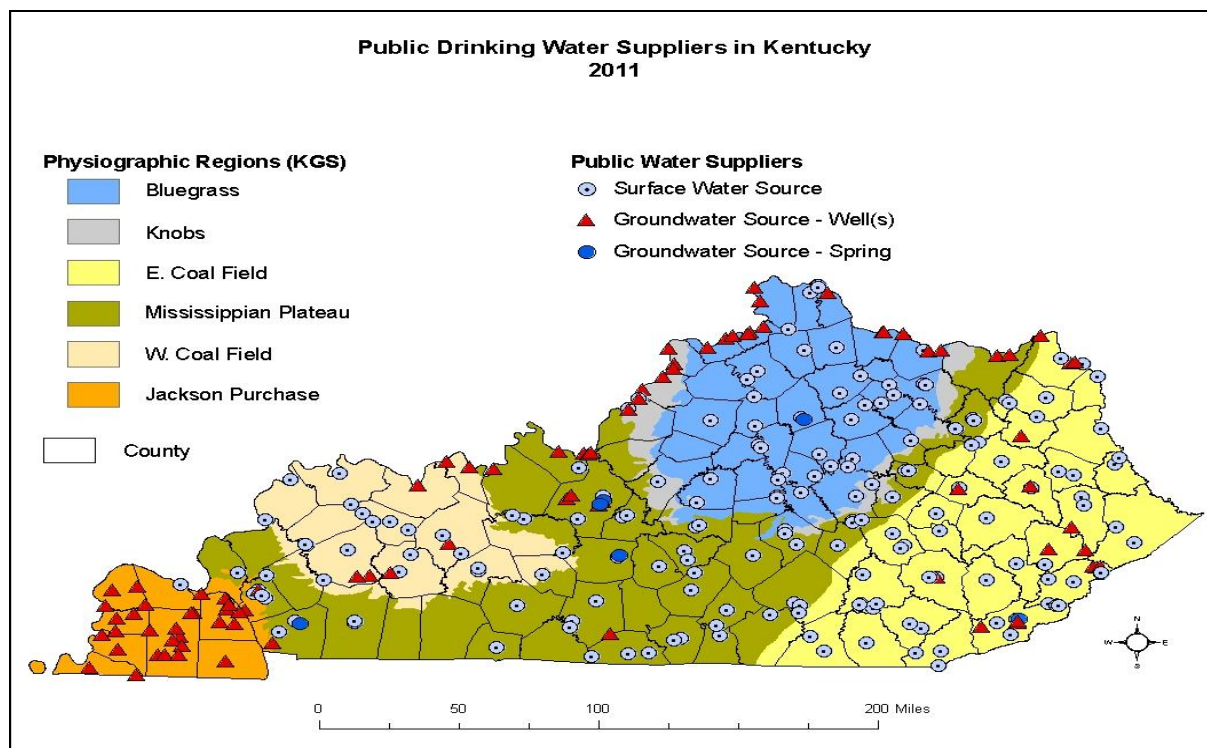 Public Drinking Water Suppliers in Kentucky
2011
Physiographic Regions (KGS)
Bluegrass
Knobs
E. Coal Field
Mississippian Plateau
W. Coal Field
Jackson Purchase
County
Public Water Suppliers
Surface Water Source
Groundwater Source - Well(s)
Groundwater Source - Spring
N
W E
S
0 50 100 200 Miles